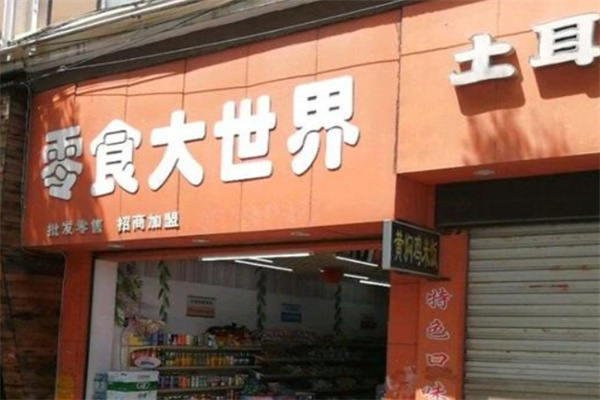 零食大世界
批发零售 招商加盟
土耳
黄焖鸡米饭
特色口味